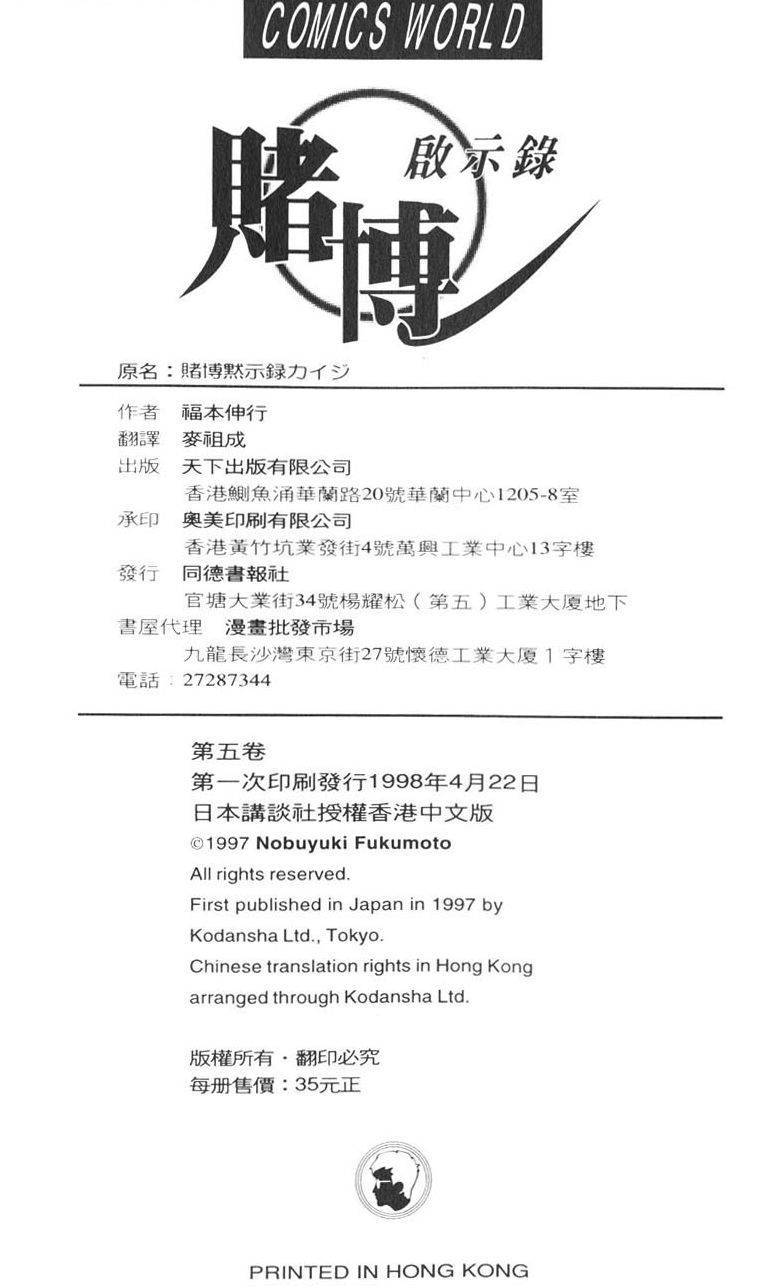 COMICS WORLD
賭博
啟示錄
原名：賭博黙示録カイジ
作者 福本伸行
翻譯 麥祖成
出版 天下出版有限公司
香港鰂魚涌華蘭路20號華蘭中心1205-8室
承印 奧美印刷有限公司
香港黃竹坑業發街4號萬興工業中心13字樓
發行 同德書報社
官塘大業街34號楊耀松（第五）工業大廈地下
書屋代理 漫畫批發市場
九龍長沙灣東京街27號懷德工業大廈1字樓
電話：27287344
第五卷
第一次印刷發行1998年4月22日
日本講談社授權香港中文版
©1997 Nobuyuki Fukumoto
All rights reserved.
First published in Japan in 1997 by
Kodansha Ltd., Tokyo.
Chinese translation rights in Hong Kong
arranged through Kodansha Ltd.
版權所有·翻印必究
每册售價：35元正
PRINTED IN HONG KONG